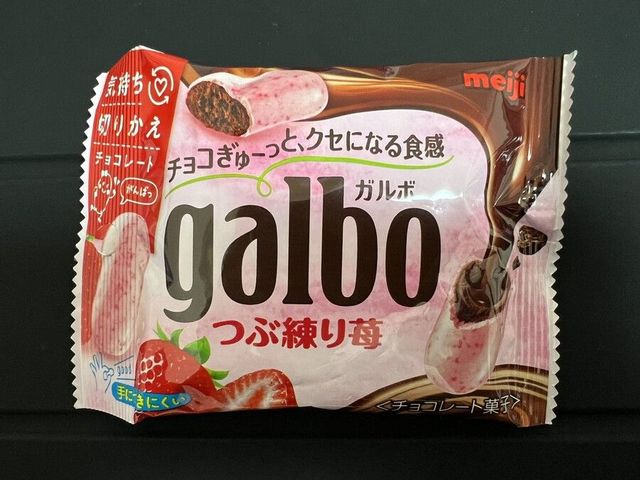 気持ち
切りかえ
チョコレート
がんばっ
meiji
チョコぎゅーっと、クセになる食感
ガルボ
galbo
つぶ練り苺
good
手につきにくい
<チョコレート菓子>